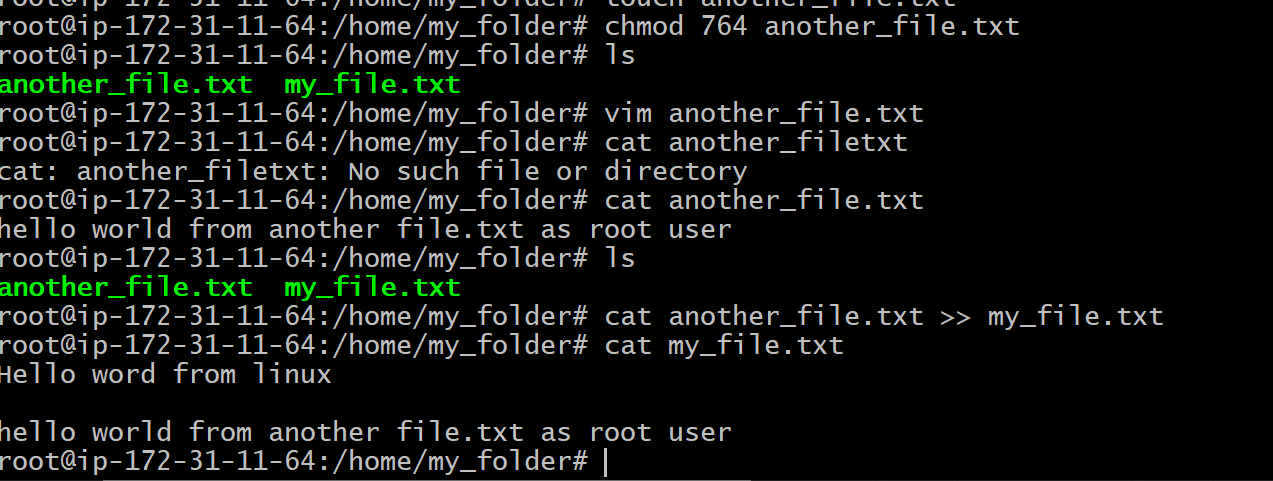 root@ip-172-31-11-64:/home/my_folder# touch another_file.txt
root@ip-172-31-11-64:/home/my_folder# chmod 764 another_file.txt
root@ip-172-31-11-64:/home/my_folder# ls
another_file.txt  my_file.txt
root@ip-172-31-11-64:/home/my_folder# vim another_file.txt
root@ip-172-31-11-64:/home/my_folder# cat another_filetxt
cat: another_filetxt: No such file or directory
root@ip-172-31-11-64:/home/my_folder# cat another_file.txt
hello world from another file.txt as root user
root@ip-172-31-11-64:/home/my_folder# ls
another_file.txt  my_file.txt
root@ip-172-31-11-64:/home/my_folder# cat another_file.txt >> my_file.txt
root@ip-172-31-11-64:/home/my_folder# cat my_file.txt
Hello word from linux

hello world from another file.txt as root user
root@ip-172-31-11-64:/home/my_folder#